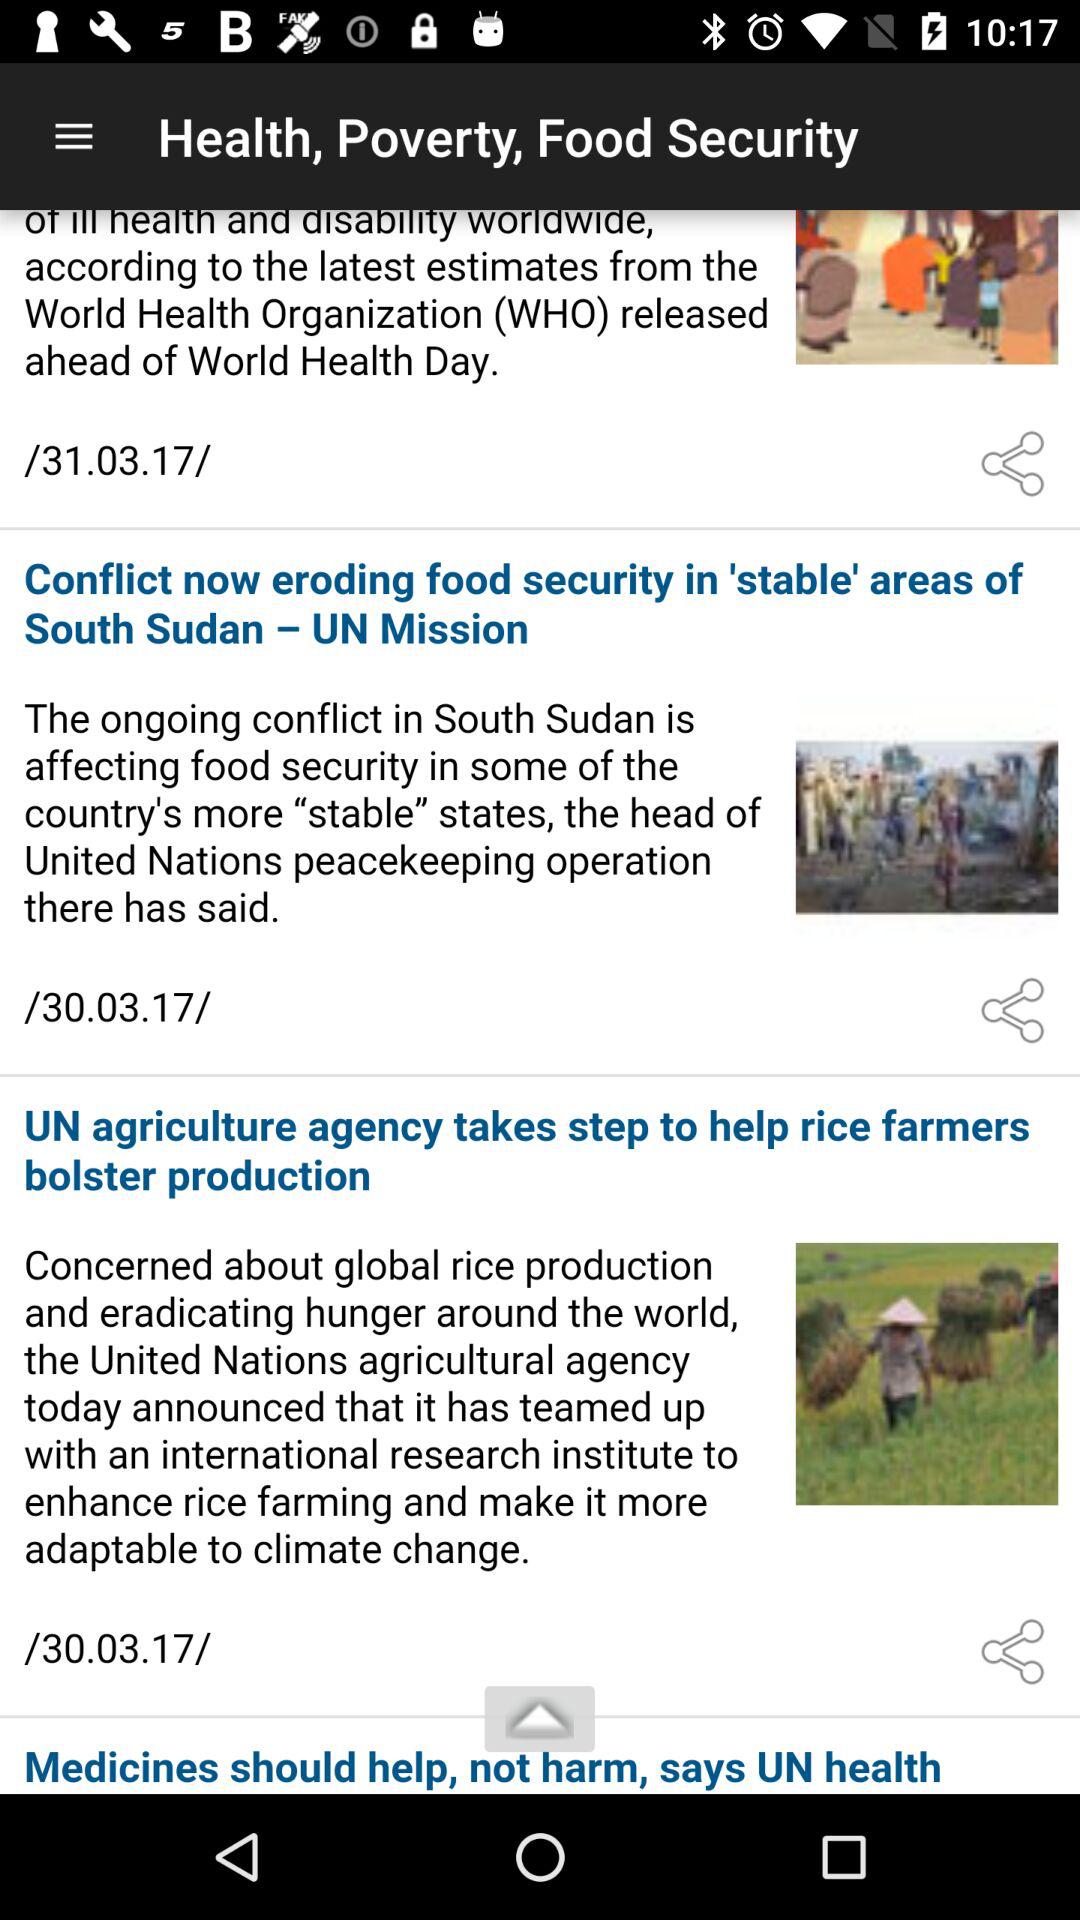 10:17
Health, Poverty, Food Security
of ill health and disability worldwide,
according to the latest estimates from the
World Health Organization (WHO) released
ahead of World Health Day.
/31.03.17/
Conflict now eroding food security in 'stable' areas of
South Sudan – UN Mission
The ongoing conflict in South Sudan is
affecting food security in some of the
country's more “stable” states, the head of
United Nations peacekeeping operation
there has said.
/30.03.17/
UN agriculture agency takes step to help rice farmers
bolster production
Concerned about global rice production
and eradicating hunger around the world,
the United Nations agricultural agency
today announced that it has teamed up
with an international research institute to
enhance rice farming and make it more
adaptable to climate change.
/30.03.17/
Medicines should help, not harm, says UN health